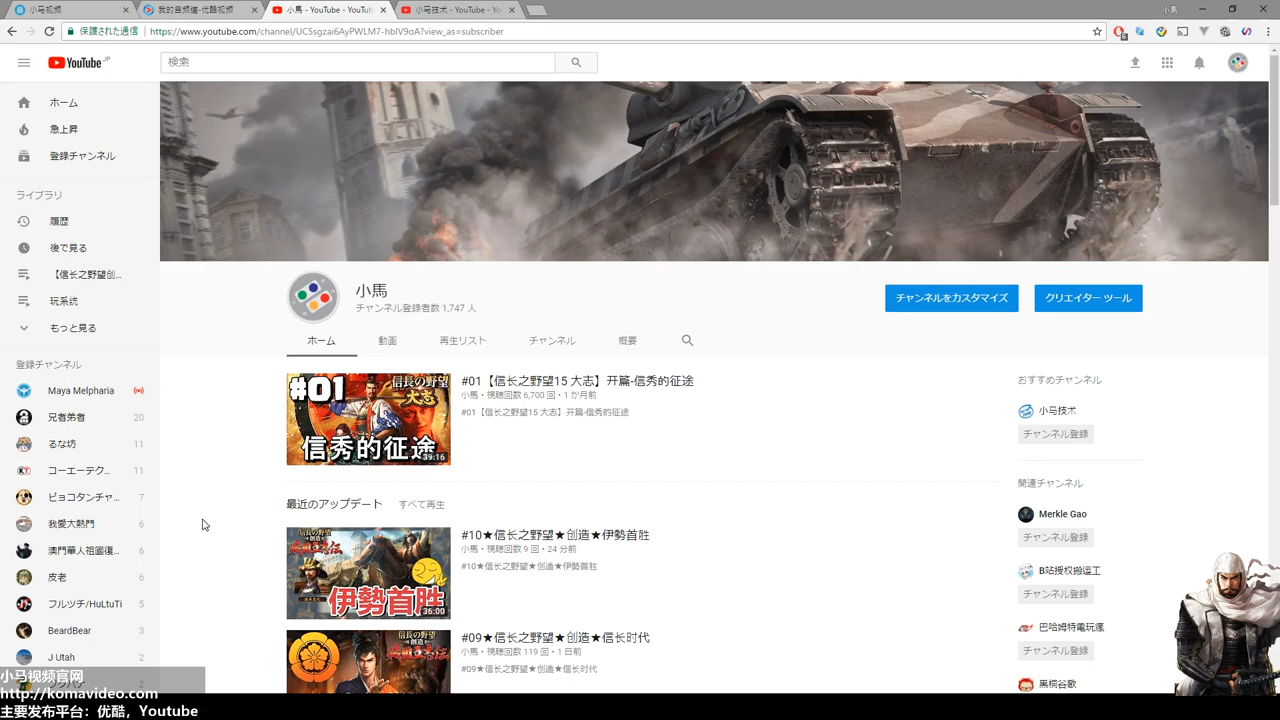 小马视频
我的自频道-优酷视频
小馬 - YouTube - YouTub
小马技术 - YouTube - Yo
小馬
保護された通信
https://www.youtube.com/channel/UC5sgzai6AyPWLM7-hbIV9oA?view_as=subscriber
YouTube JP
検索
ホーム
急上昇
登録チャンネル
ライブラリ
履歴
後で見る
【信长之野望创...
玩系统
もっと見る
登録チャンネル
Maya Melpharia
兄者弟者 20
るな坊 11
コーエーテク... 11
ピョコタンチャ... 7
我愛大熱門 6
澳門華人祖國復... 6
皮老 6
フルツチ/HuLtuTi 5
BeardBear 3
J Utah 2
2
小馬
チャンネル登録者数 1,747 人
チャンネルをカスタマイズ
クリエイター ツール
ホーム
動画
再生リスト
チャンネル
概要
#01
信長の野望
大志
信秀的征途
39:16
#01【信长之野望15 大志】开篇-信秀的征途
小馬・視聴回数 6,700 回・1 か月前
#01【信长之野望15 大志】开篇-信秀的征途
最近のアップデート
すべて再生
信長の野望
創造
伊勢首胜
36:00
#10★信长之野望★创造★伊勢首胜
小馬・視聴回数 9 回・24 分前
#10★信长之野望★创造★伊勢首胜
信長の野望
創造
#09★信长之野望★创造★信长时代
小馬・視聴回数 119 回・1 日前
#09★信长之野望★创造★信长时代
おすすめチャンネル
小马技术
チャンネル登録
関連チャンネル
Merkle Gao
チャンネル登録
B站授权搬运工
チャンネル登録
巴哈姆特電玩瘋
チャンネル登録
黒桐谷歌
小马视频官网
http://komavideo.com
主要发布平台: 优酷, Youtube